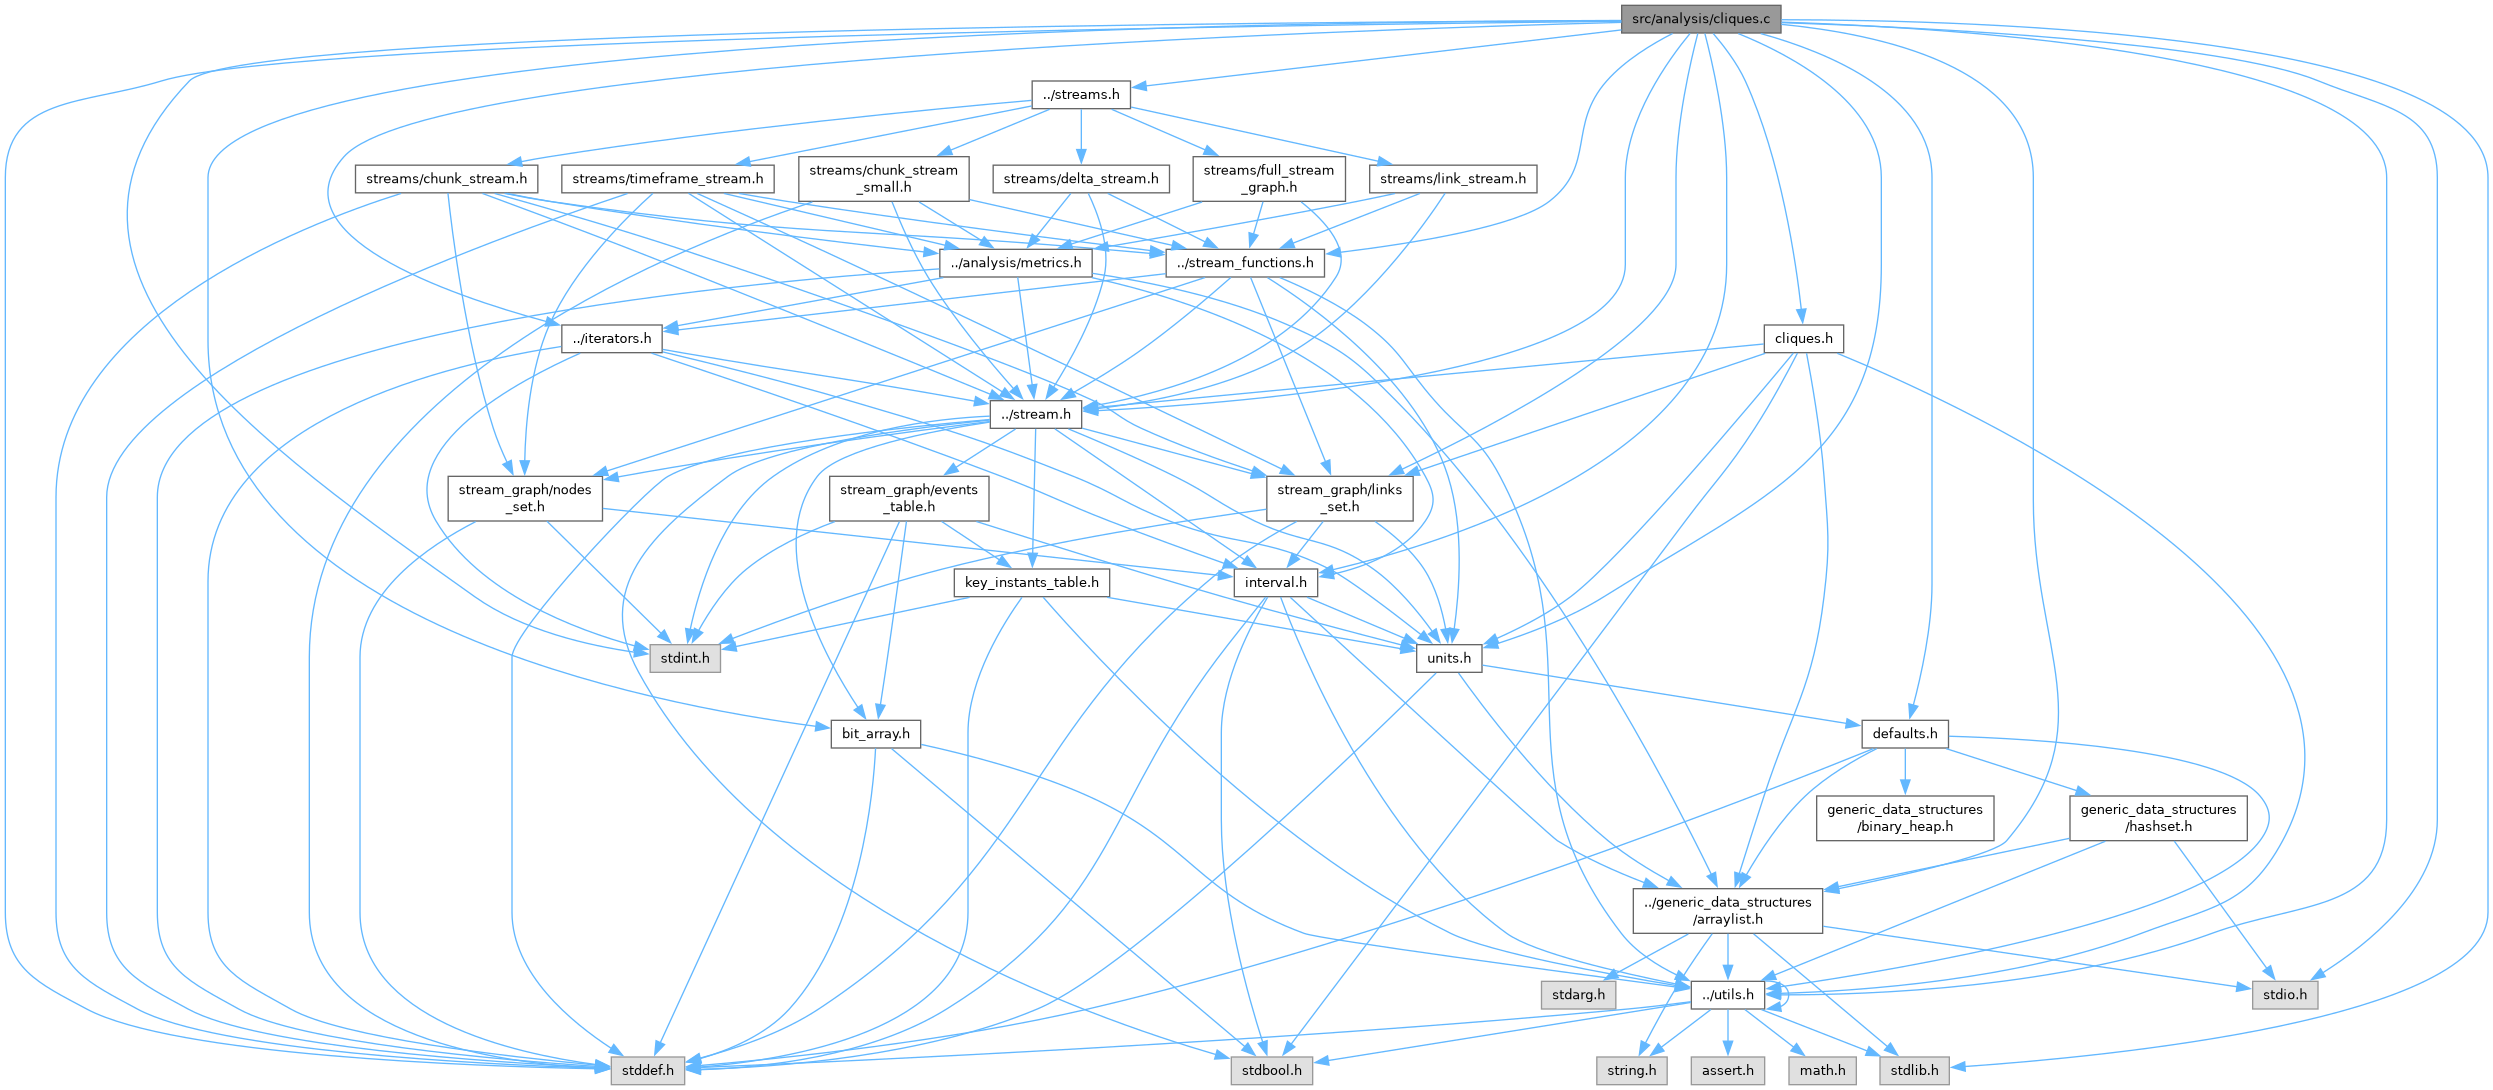 src/analysis/cliques.c
../streams.h
streams/chunk_stream.h
streams/timeframe_stream.h
streams/chunk_stream
_small.h
streams/delta_stream.h
streams/full_stream
_graph.h
streams/link_stream.h
../analysis/metrics.h
../stream_functions.h
../iterators.h
cliques.h
../stream.h
stream_graph/nodes
_set.h
stream_graph/events
_table.h
stream_graph/links
_set.h
key_instants_table.h
interval.h
stdint.h
units.h
bit_array.h
defaults.h
generic_data_structures
/binary_heap.h
generic_data_structures
/hashset.h
../generic_data_structures
/arraylist.h
stdarg.h
../utils.h
stdio.h
stddef.h
stdbool.h
string.h
assert.h
math.h
stdlib.h